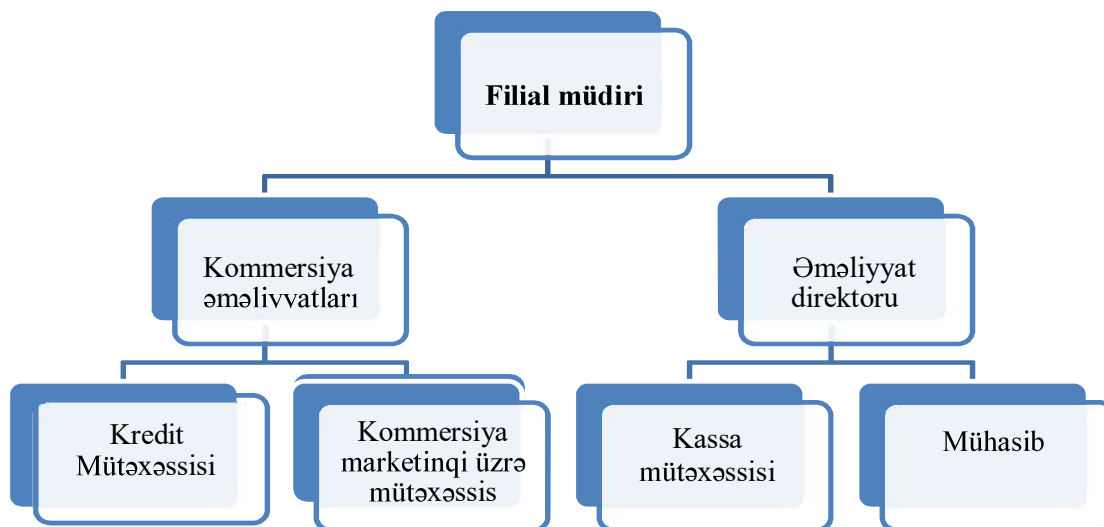 Filial müdiri
Kommersiya
əməlivvatları
Əməliyyat
direktoru
Kredit
Mütəxəssisi
Kommersiya
marketinqi üzrə
mütəxəssis
Kassa
mütəxəssisi
Mühasib